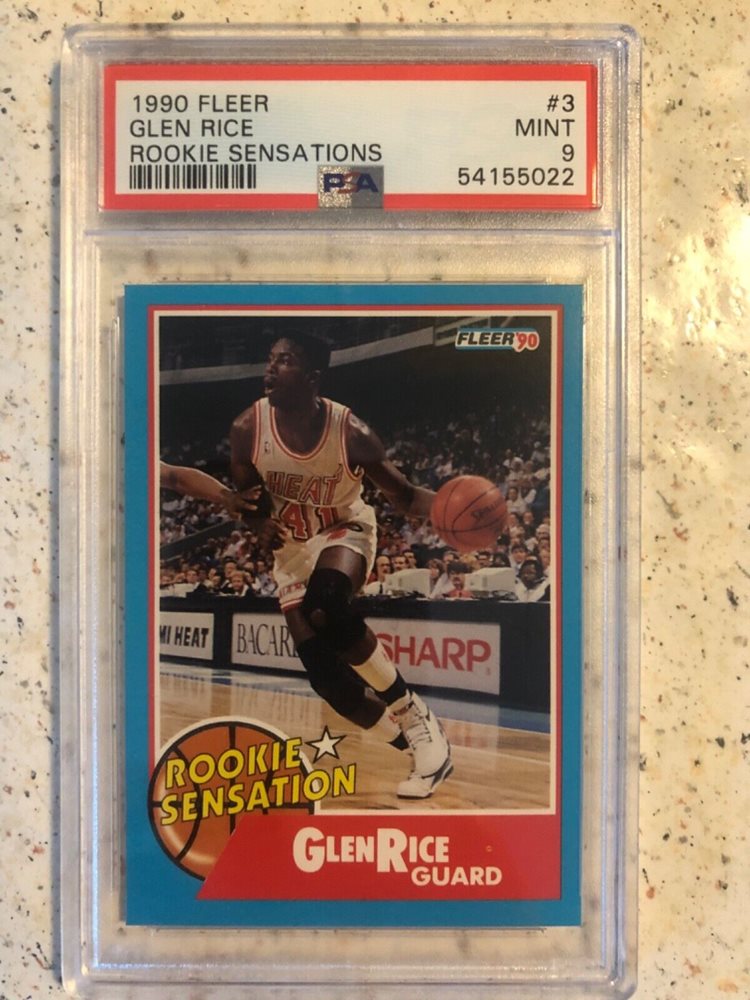 1990 FLEER #3
GLEN RICE MINT
ROOKIE SENSATIONS 9
PSA 54155022
FLEER '90
HEAT
41
MI HEAT
BACAR
SHARP
ROOKIE
SENSATION
GLEN RICE
GUARD